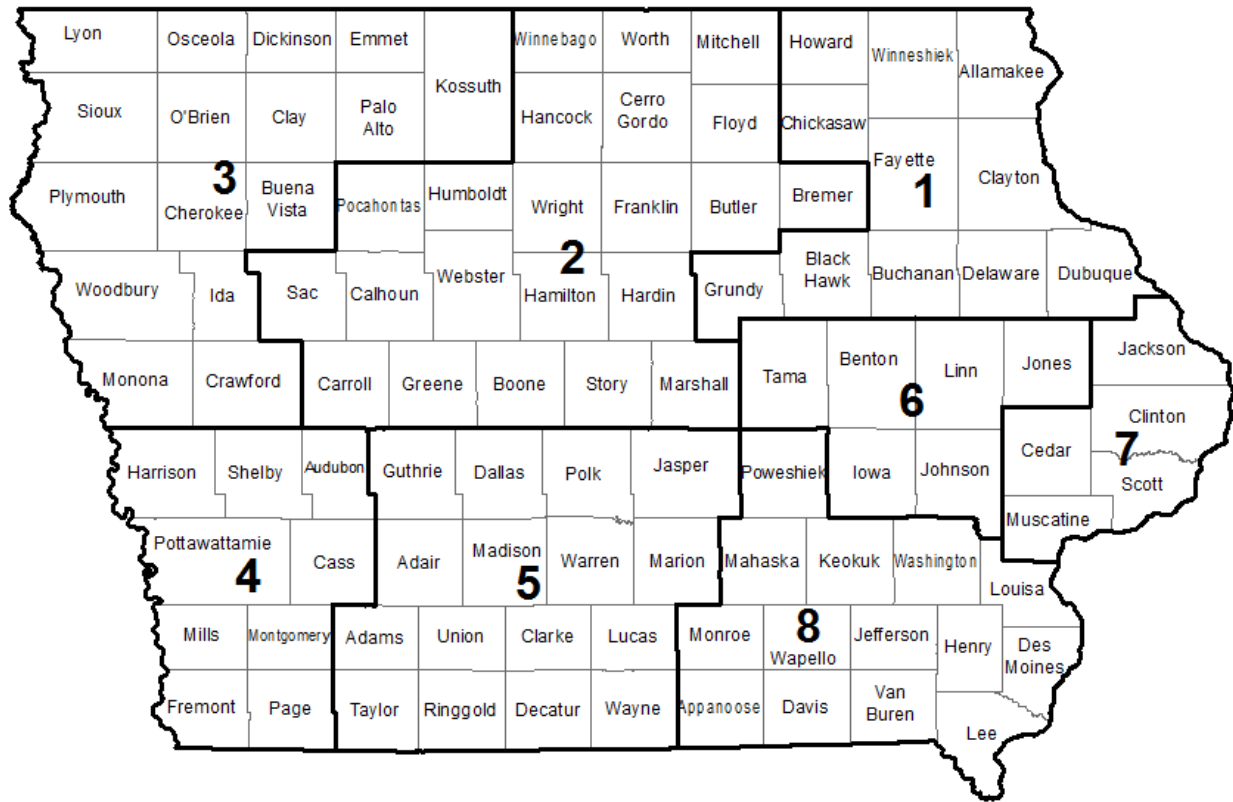 Lyon
Osceola
Dickinson
Emmet
Kossuth
Winnebago
Worth
Mitchell
Howard
Winneshiek
Allamakee
Sioux
O'Brien
Clay
Palo
Alto
Hancock
Cerro
Gordo
Floyd
Chickasaw
Fayette
1
Clayton
Plymouth
3
Cherokee
Buena
Vista
Pocahontas
Humboldt
Wright
Franklin
Butler
Bremer
Woodbury
Ida
Sac
Calhoun
Webster
2
Hamilton
Hardin
Grundy
Black
Hawk
Buchanan
Delaware
Dubuque
Monona
Crawford
Carroll
Greene
Boone
Story
Marshall
Tama
Benton
Linn
6
Jones
Jackson
Clinton
7
Harrison
Shelby
Audubon
Guthrie
Dallas
Polk
Jasper
Poweshiek
Iowa
Johnson
Cedar
Scott
Muscatine
Pottawattamie
4
Cass
Adair
Madison
5
Warren
Marion
Mahaska
Keokuk
Washington
Louisa
Mills
Montgomery
Adams
Union
Clarke
Lucas
Monroe
8
Wapello
Jefferson
Henry
Des
Moines
Fremont
Page
Taylor
Ringgold
Decatur
Wayne
Appanoose
Davis
Van
Buren
Lee